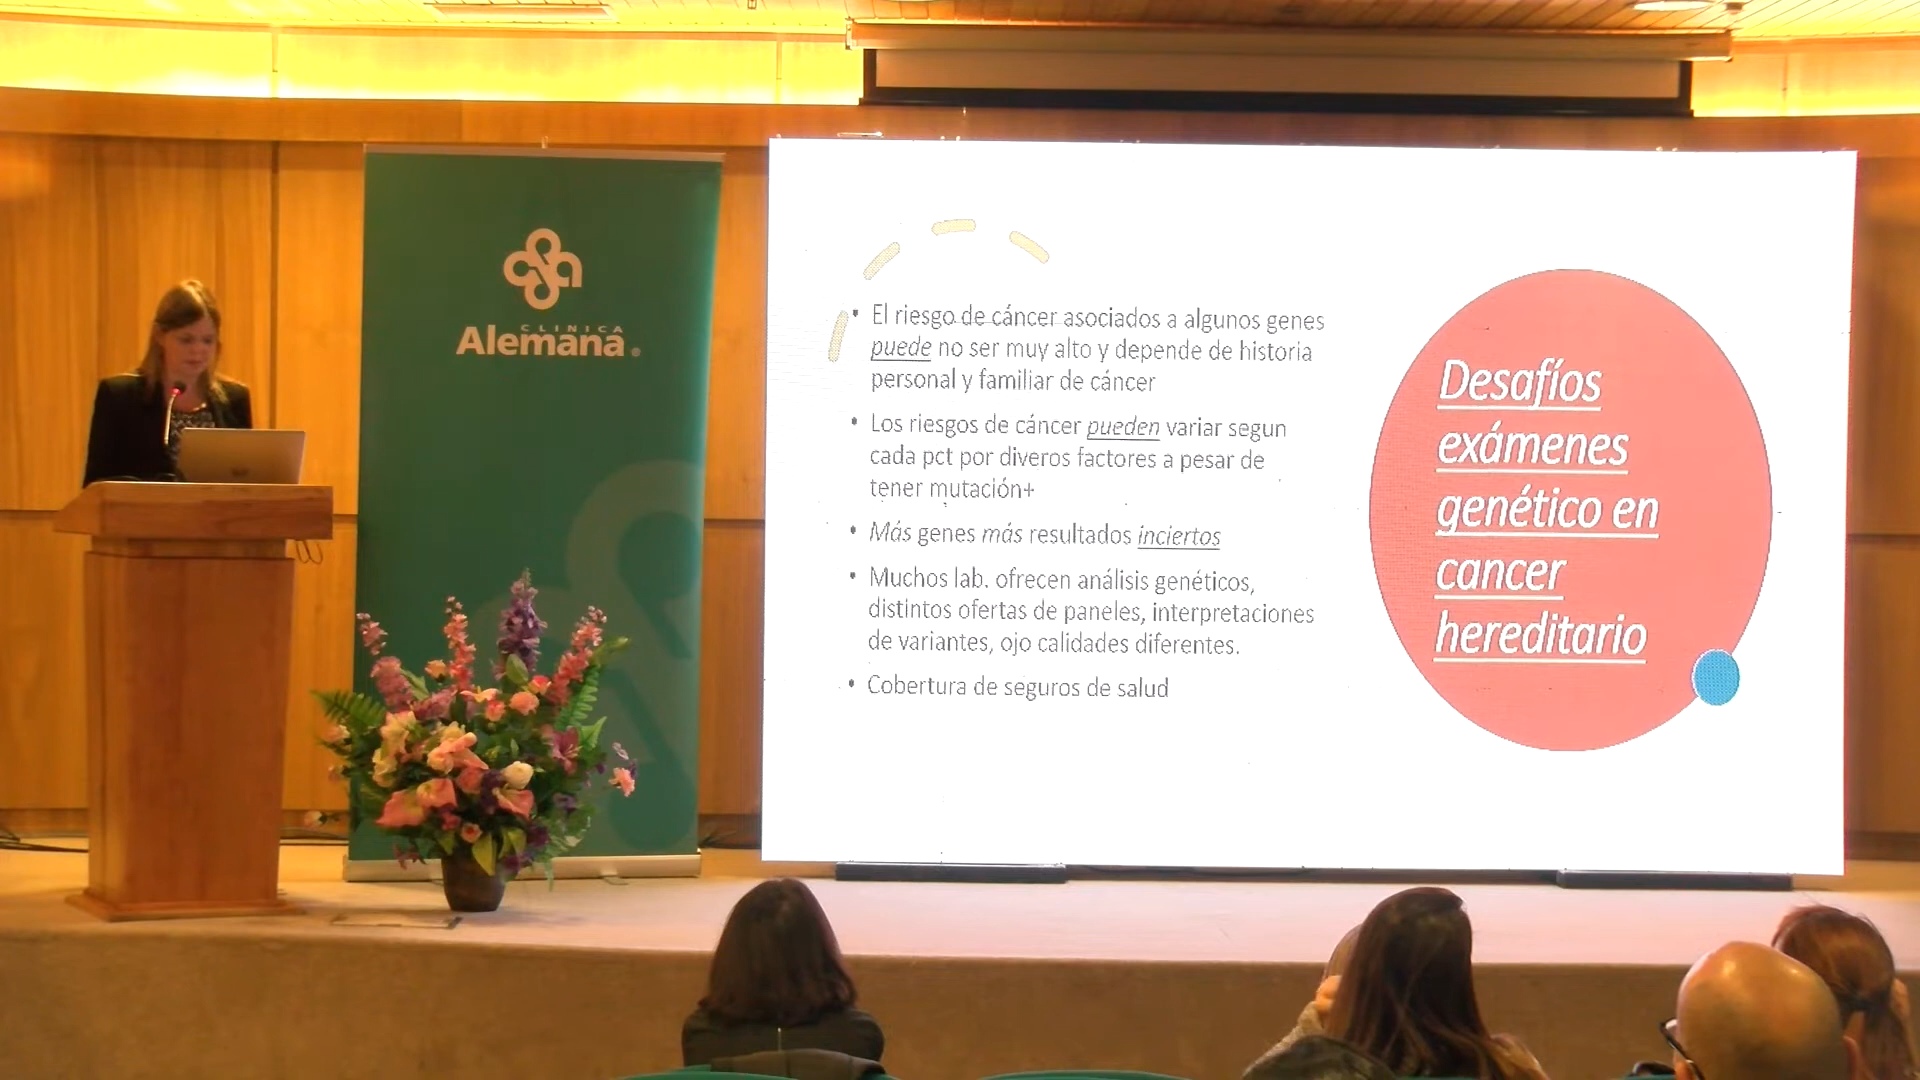 CLINICA
Alemana
• El riesgo de cáncer asociados a algunos genes
puede no ser muy alto y depende de historia
personal y familiar de cáncer
• Los riesgos de cáncer pueden variar segun
cada pct por diveros factores a pesar de
tener mutación+
• Más genes más resultados inciertos
• Muchos lab. ofrecen análisis genéticos,
distintos ofertas de paneles, interpretaciones
de variantes, ojo calidades diferentes.
• Cobertura de seguros de salud
Desafíos
exámenes
genético en
cancer
hereditario